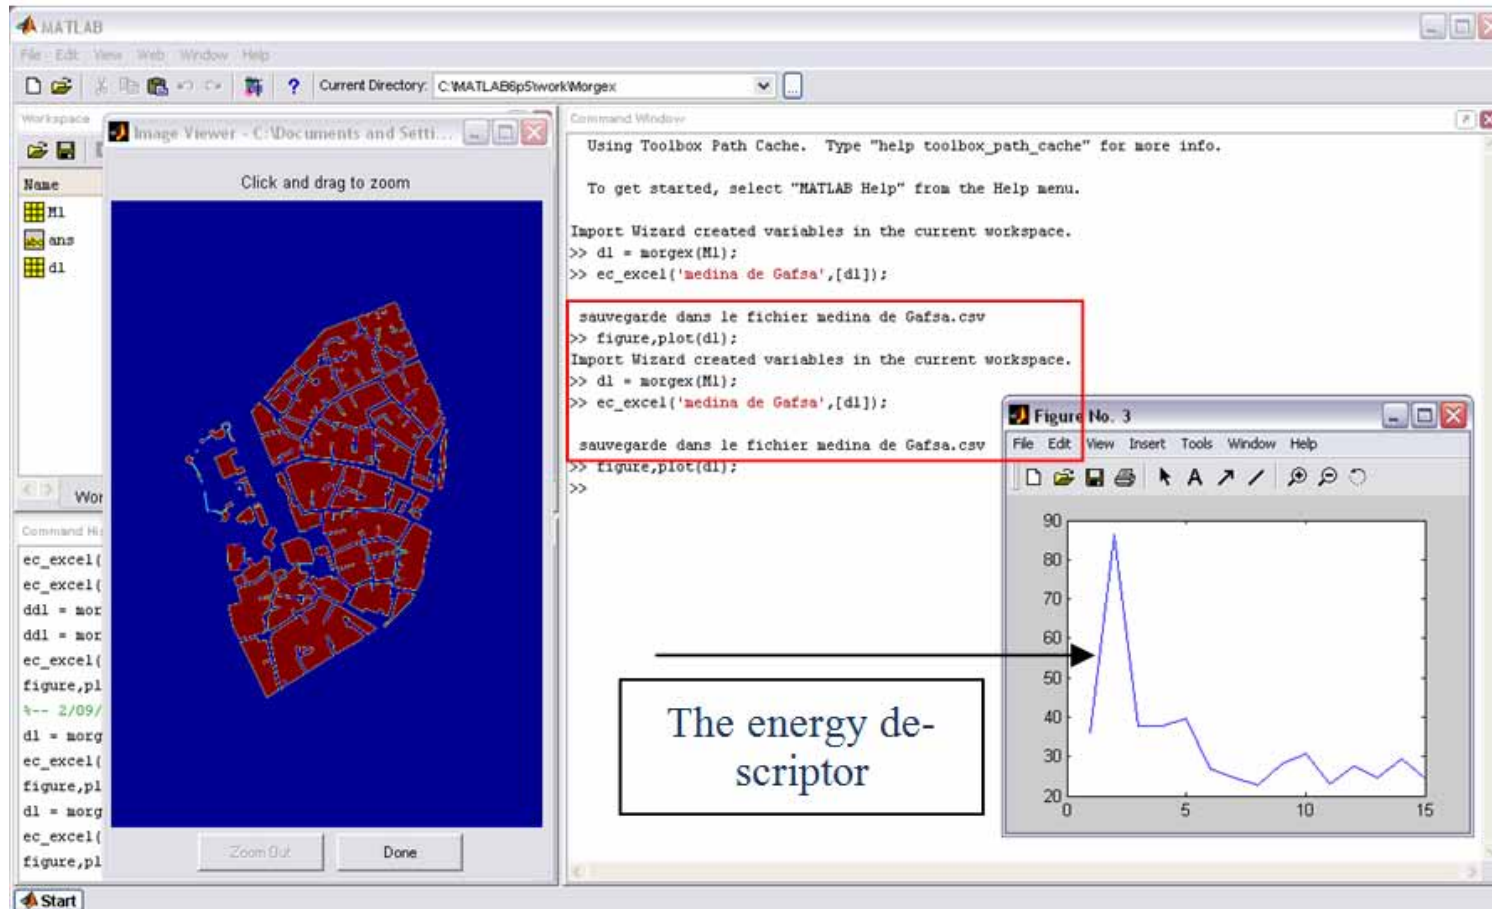 MATLAB
File Edit View Web Window Help
? Current Directory: C:\MATLAB6p5\work\Morgex
Workspace
Name
M1
abc ans
d1
Wor
Command Hi
ec_excel(
ec_excel(
dd1 = mor
dd1 = mor
ec_excel(
figure,pl
%-- 2/09/
d1 = morg
ec_excel(
figure,pl
d1 = morg
ec_excel(
figure,pl
Start
Image Viewer - C:\Documents and Setti...
Click and drag to zoom
Zoom Out Done
Command Window
Using Toolbox Path Cache. Type "help toolbox_path_cache" for more info.
To get started, select "MATLAB Help" from the Help menu.
Import Wizard created variables in the current workspace.
>> d1 = morgex(M1);
>> ec_excel('medina de Gafsa',[d1]);
sauvegarde dans le fichier medina de Gafsa.csv
>> figure,plot(d1);
Import Wizard created variables in the current workspace.
>> d1 = morgex(M1);
>> ec_excel('medina de Gafsa',[d1]);
sauvegarde dans le fichier medina de Gafsa.csv
>> figure,plot(d1);
>>
The energy de-
scriptor
Figure No. 3
File Edit View Insert Tools Window Help
A
90
80
70
60
50
40
30
20
0 5 10 15